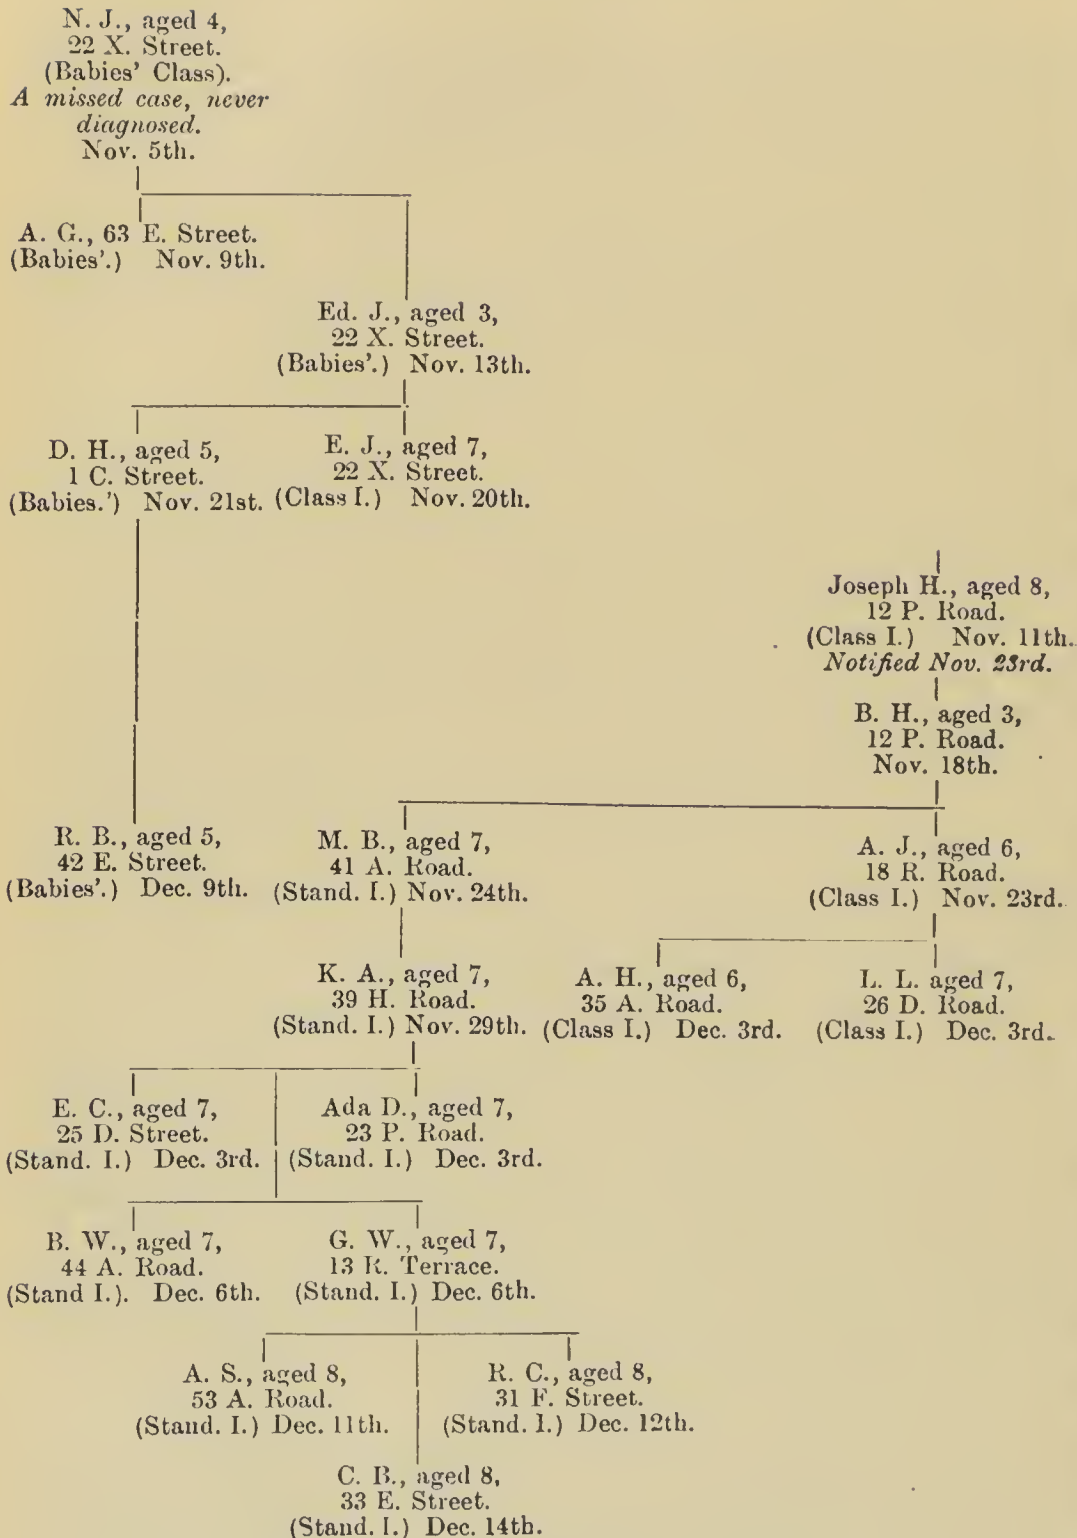 N. J., aged 4,
22 X. Street.
(Babies' Class).
A missed case, never
diagnosed.
Nov. 5th.
A. G., 63 E. Street.
(Babies'.) Nov. 9th.
Ed. J., aged 3,
22 X. Street.
(Babies'.) Nov. 13th.
D. H., aged 5,
1 C. Street.
(Babies.') Nov. 21st.
E. J., aged 7,
22 X. Street.
(Class I.) Nov. 20th.
Joseph H., aged 8,
12 P. Road.
(Class I.) Nov. 11th.
Notified Nov. 23rd.
B. H., aged 3,
12 P. Road.
Nov. 18th.
R. B., aged 5,
42 E. Street.
(Babies'.) Dec. 9th.
M. B., aged 7,
41 A. Road.
(Stand. I.) Nov. 24th.
A. J., aged 6,
18 R. Road.
(Class I.) Nov. 23rd.
K. A., aged 7,
39 H. Road.
(Stand. I.) Nov. 29th.
A. H., aged 6,
35 A. Road.
(Class I.) Dec. 3rd.
L. L. aged 7,
26 D. Road.
(Class I.) Dec. 3rd.
E. C., aged 7,
25 D. Street.
(Stand. I.) Dec. 3rd.
Ada D., aged 7,
23 P. Road.
(Stand. I.) Dec. 3rd.
B. W., aged 7,
44 A. Road.
(Stand I.). Dec. 6th.
G. W., aged 7,
13 R. Terrace.
(Stand. I.) Dec. 6th.
A. S., aged 8,
53 A. Road.
(Stand. I.) Dec. 11th.
R. C., aged 8,
31 F. Street.
(Stand. I.) Dec. 12th.
C. B., aged 8,
33 E. Street.
(Stand. I.) Dec. 14th.